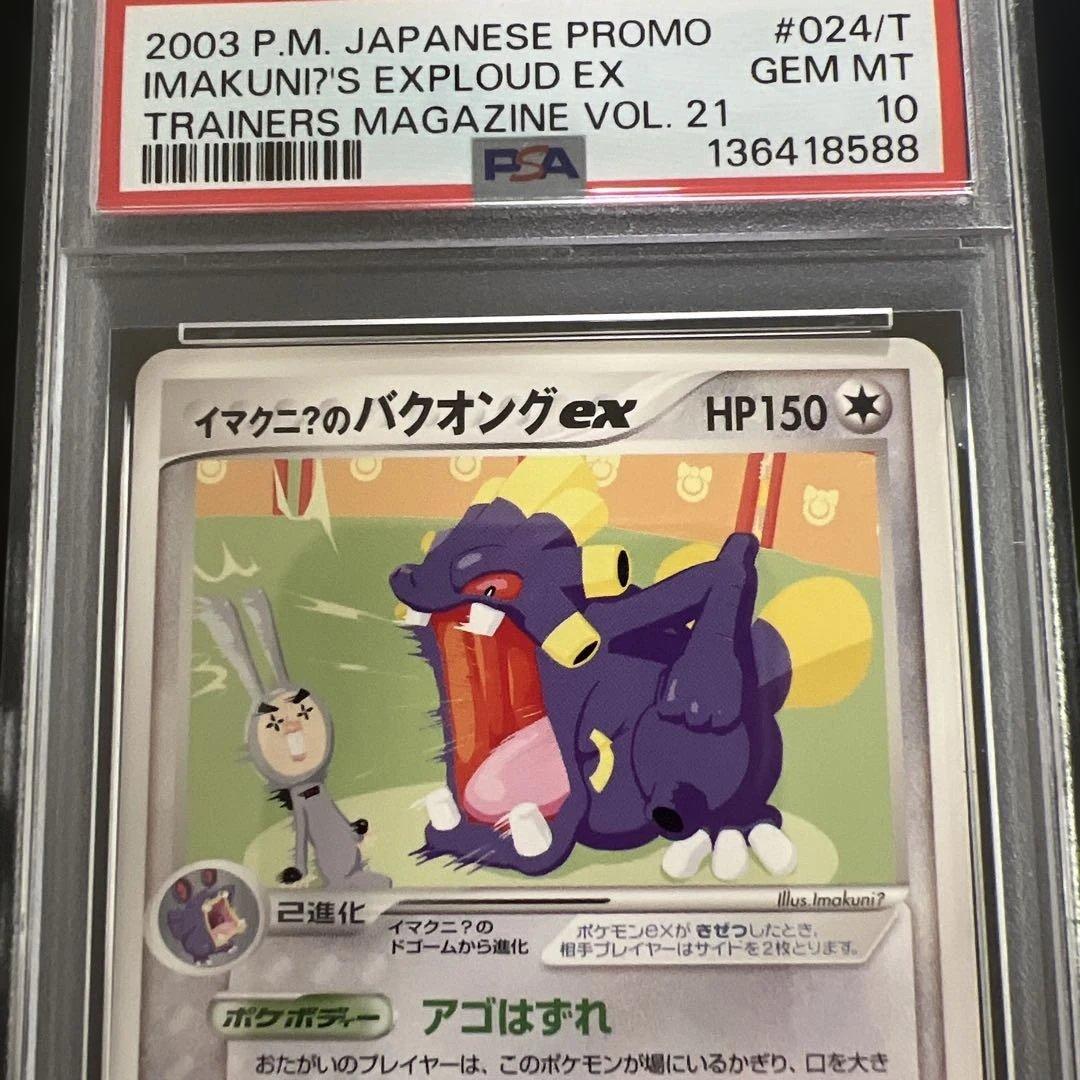 2003 P.M. JAPANESE PROMO #024/T
IMAKUNI?'S EXPLOUD EX GEM MT
TRAINERS MAGAZINE VOL. 21 10
PSA 136418588
イマクニ?のバクオングex HP150
Illus.Imakuni?
己進化
イマクニ?の
ドゴームから進化
ポケモンexが きぜつしたとき、
相手プレイヤーはサイドを2枚とります。
ポケボディー アゴはずれ
おたがいのプレイヤーは、このポケモンが場にいるかぎり、口を大き